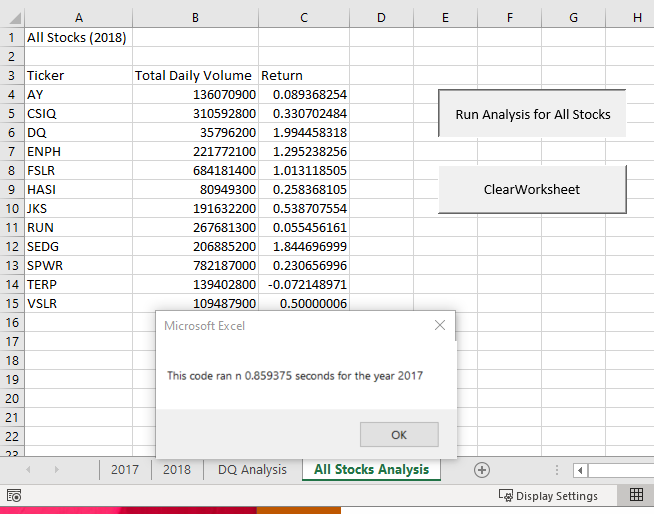 A B C D E F G H
1 All Stocks (2018)
2
3 Ticker Total Daily Volume Return
4 AY 136070900 0.089368254
5 CSIQ 310592800 0.330702484 Run Analysis for All Stocks
6 DQ 35796200 1.994458318
7 ENPH 221772100 1.295238256
8 FSLR 684181400 1.013118505
9 HASI 80949300 0.258368105 ClearWorksheet
10 JKS 191632200 0.538707554
11 RUN 267681300 0.055456161
12 SEDG 206885200 1.844696999
13 SPWR 782187000 0.230656996
14 TERP 139402800 -0.072148971
15 VSLR 109487900 0.50000006
16 Microsoft Excel
17
18
19 This code ran n 0.859375 seconds for the year 2017
20
21
22 OK
23
2017 2018 DQ Analysis All Stocks Analysis
Display Settings